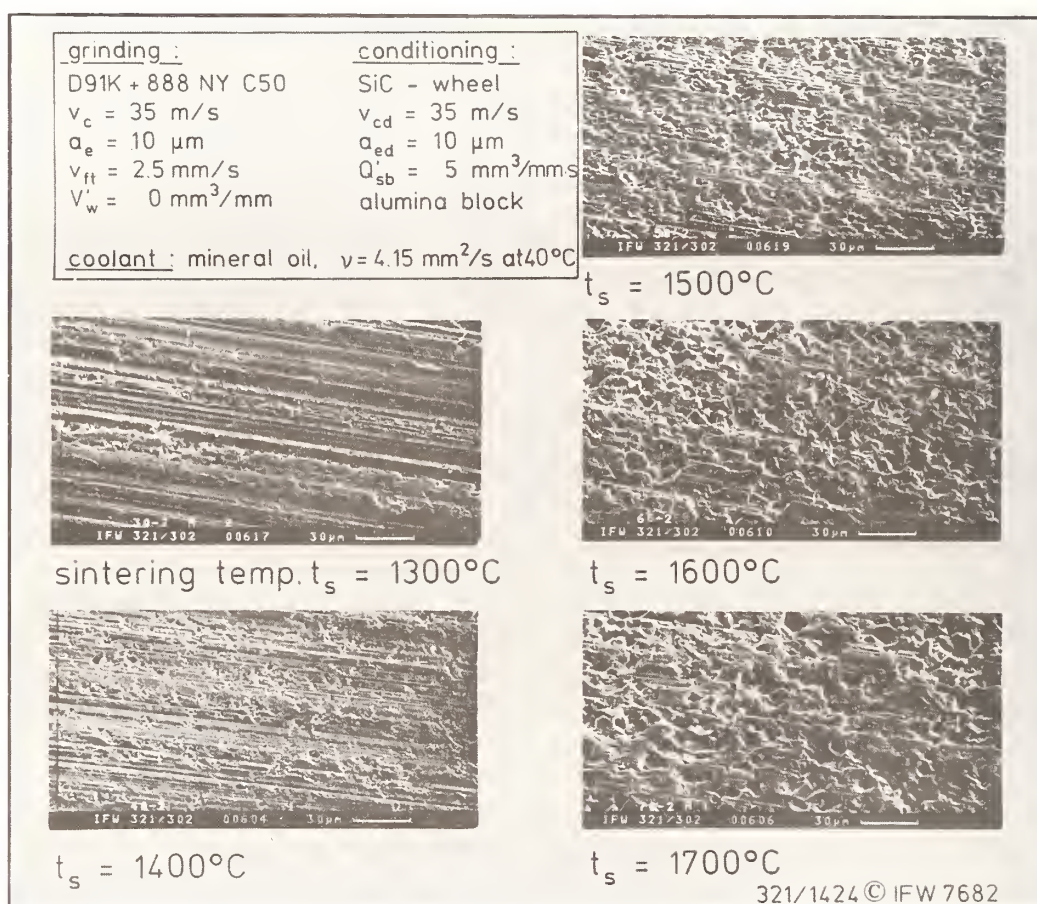 grinding :
D91K + 888 NY C50
v_c = 35 m/s
a_e = 10 µm
v_ft = 2.5 mm/s
V'_w = 0 mm³/mm
conditioning :
SiC - wheel
v_cd = 35 m/s
a_ed = 10 µm
Q'_sb = 5 mm³/mm s
alumina block
coolant : mineral oil, ν = 4.15 mm²/s at 40°C
IFW 321/302 00619 30µm
t_s = 1500°C
IFW 321/302 00617 30µm
sintering temp. t_s = 1300°C
6E-2
IFW 321/302 00610 30µm
t_s = 1600°C
IFW 321/302 00604 30µm
t_s = 1400°C
IFW 321/302 00606 30µm
t_s = 1700°C
321/1424 © IFW 7682